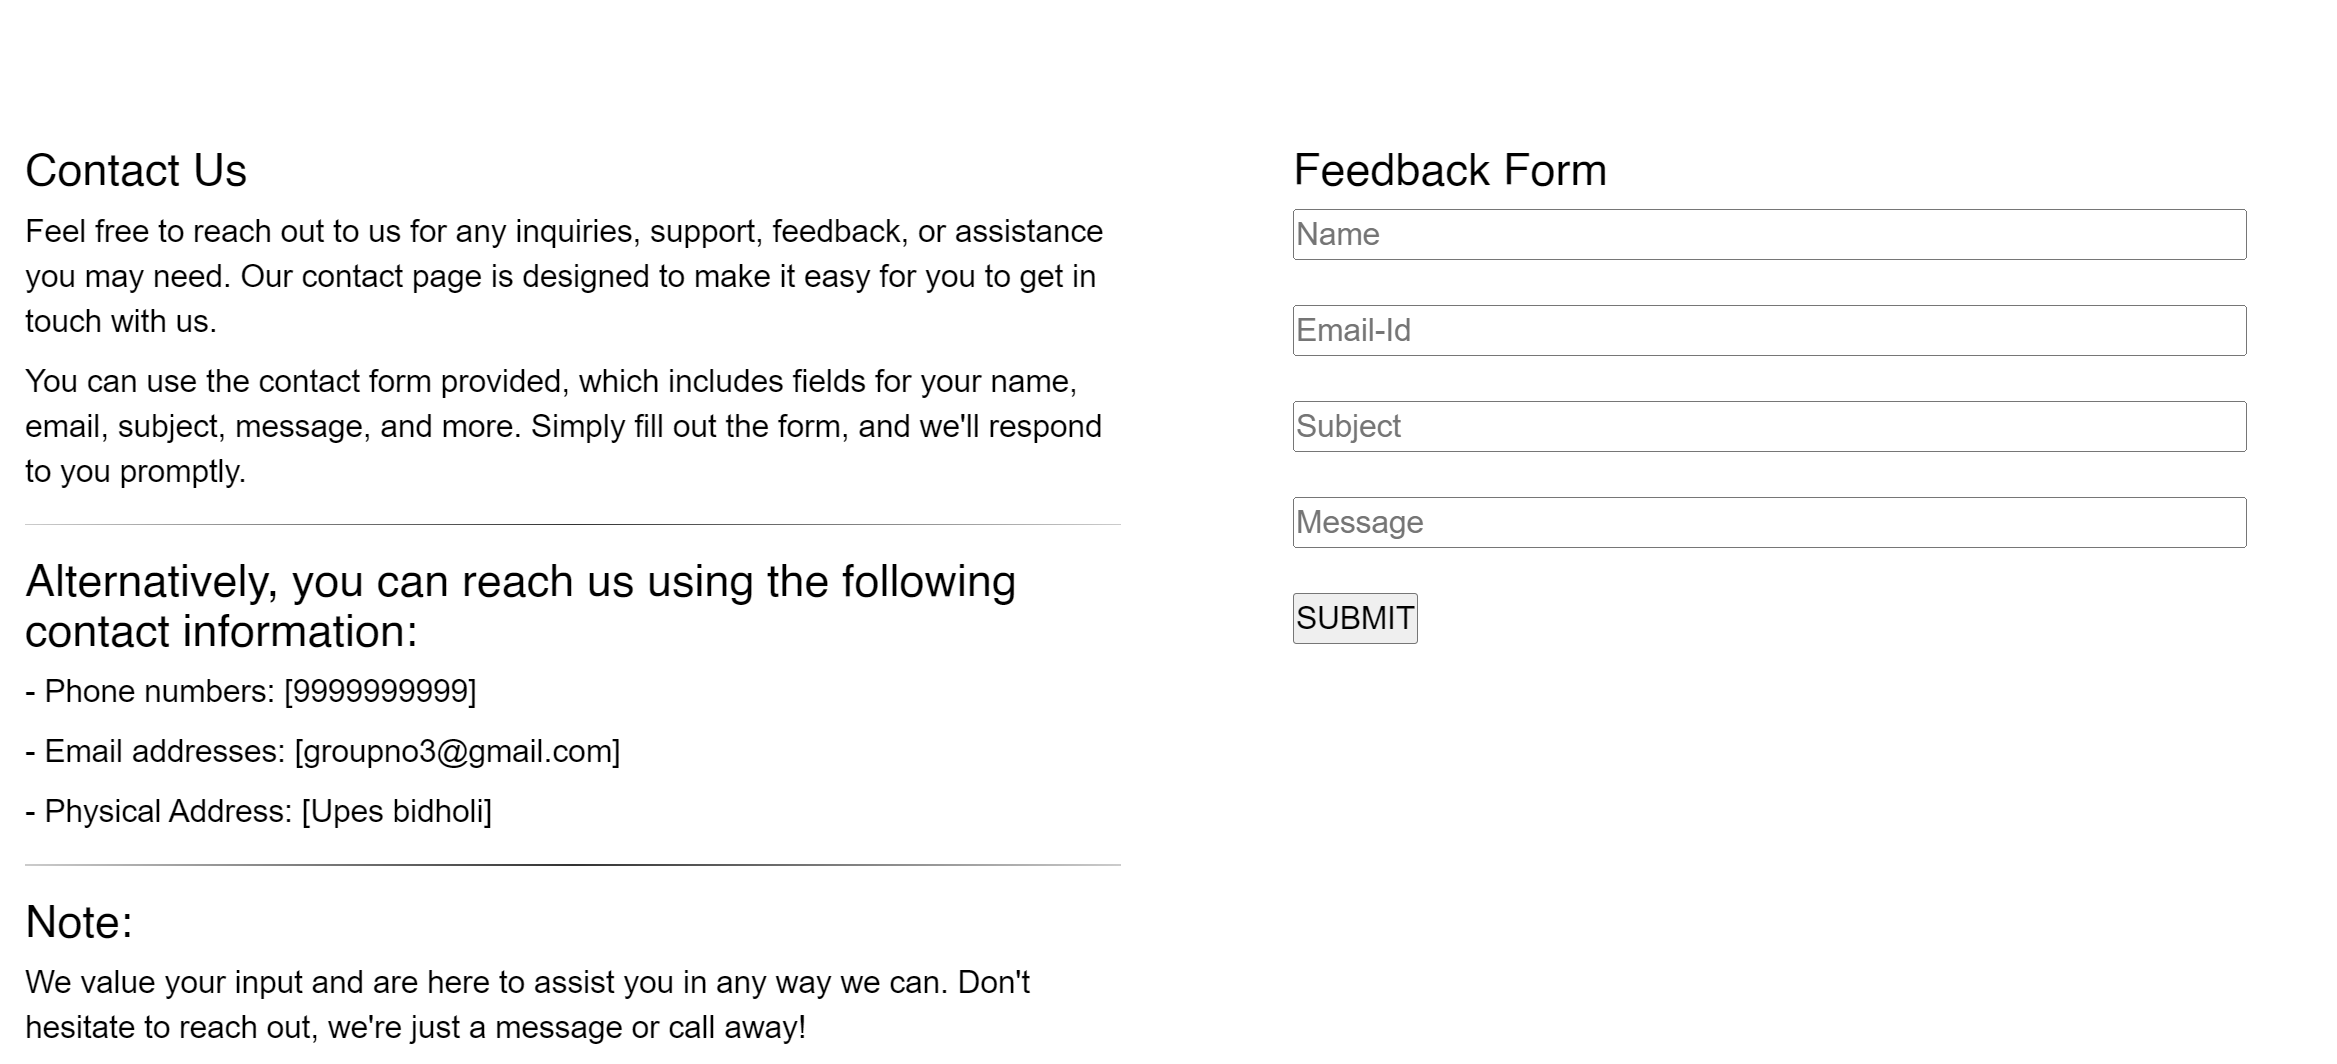 Contact Us
Feel free to reach out to us for any inquiries, support, feedback, or assistance
you may need. Our contact page is designed to make it easy for you to get in
touch with us.
You can use the contact form provided, which includes fields for your name,
email, subject, message, and more. Simply fill out the form, and we'll respond
to you promptly.
Alternatively, you can reach us using the following
contact information:
- Phone numbers: [9999999999]
- Email addresses: [groupno3@gmail.com]
- Physical Address: [Upes bidholi]
Note:
We value your input and are here to assist you in any way we can. Don't
hesitate to reach out, we're just a message or call away!
Feedback Form
Name
Email-Id
Subject
Message
SUBMIT